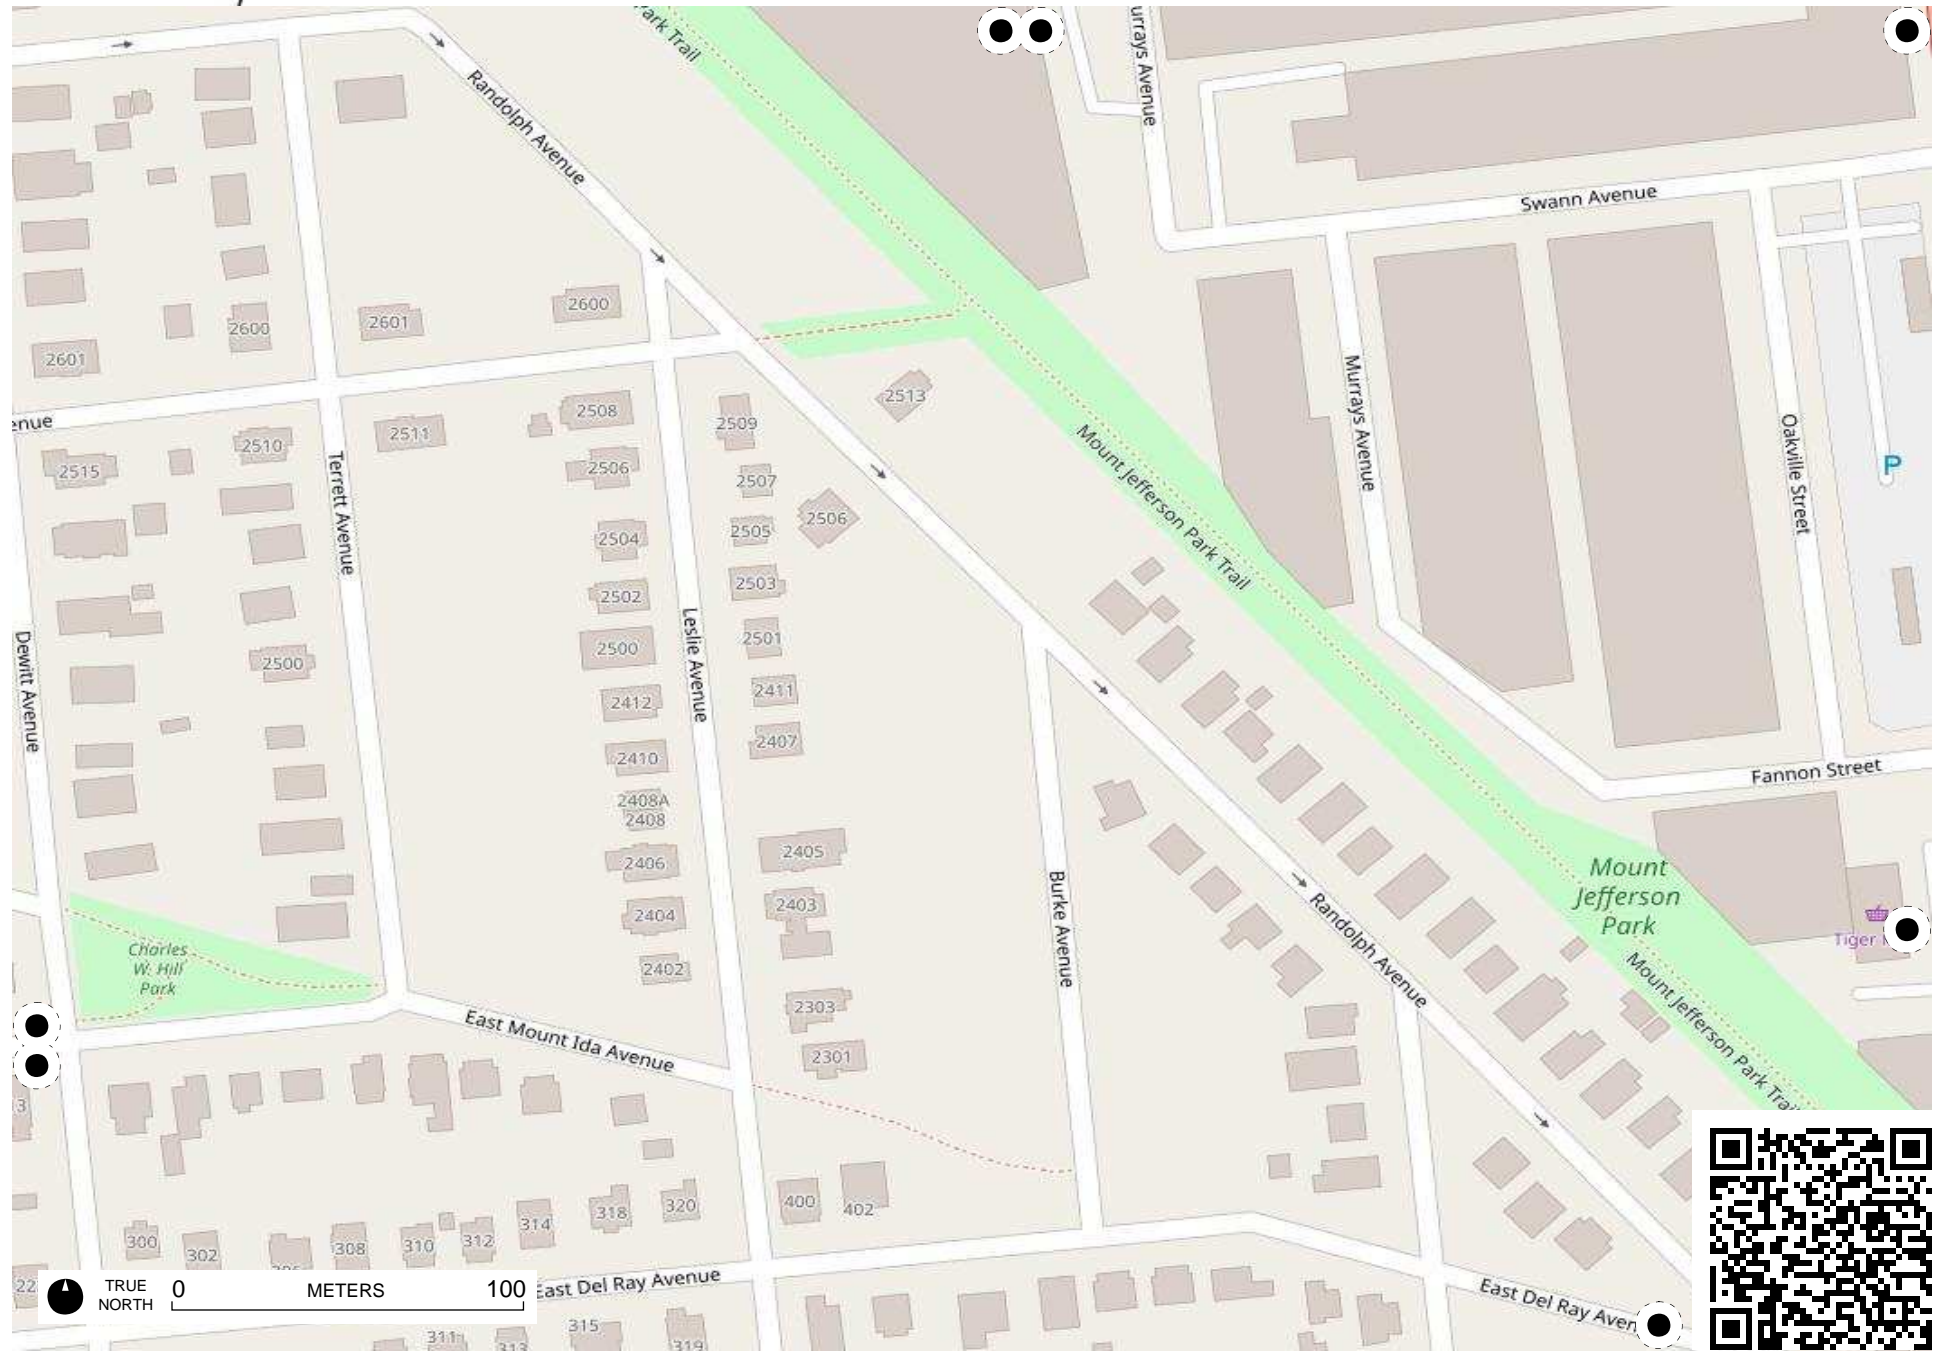 Park Trail
urrays Avenue
Randolph Avenue
Swann Avenue
2600
2601
2600
2601
2513
Murrays Avenue
enue
2508
2509
2511
2510
Mount Jefferson Park Trail
Oakville Street
P
2515
2506
2507
Terrett Avenue
2506
2504
2505
2502
2503
Dewitt Avenue
Leslie Avenue
2500
2501
2500
2412
2411
2410
2407
Fannon Street
2408A
2408
2405
2406
Mount
Jefferson
Park
Burke Avenue
2403
2404
Randolph Avenue
Tiger
Charles
W. Hill
Park
2402
Mount Jefferson Park Trail
2303
East Mount Ida Avenue
2301
3
320
400
402
318
314
312
310
308
302
300
22
TRUE
NORTH
0 METERS 100
East Del Ray Avenue
East Del Ray Aven
311
313
315
319